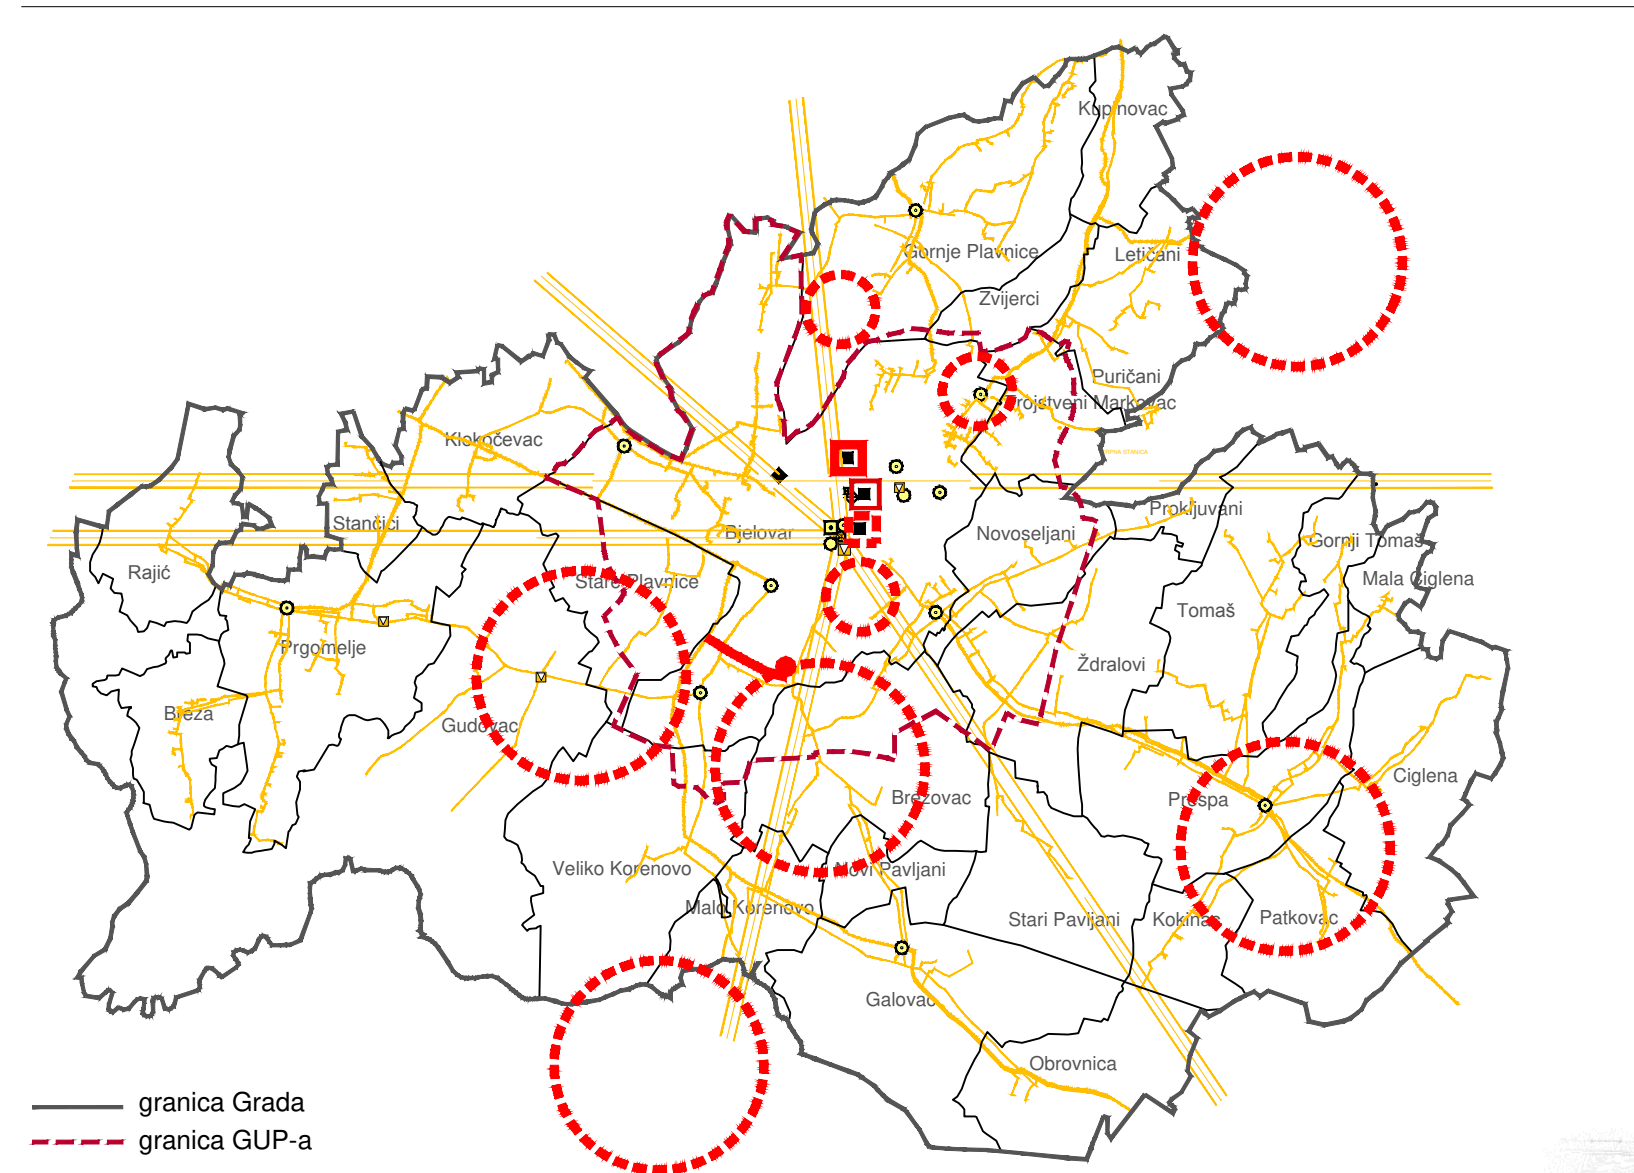 Kupinovac
Gornje Plavnice
Letičani
Zvijerci
Puričani
Trojstveni Markovac
Klokočevac
STANICA
Prokljuvani
Stančići
Bjelovar
Novoseljani
Gornji Tomaš
Rajić
Stare Plavnice
Mala Ciglena
Tomaš
Prgomelje
Ždralovi
Breza
Gudovac
Ciglena
Brezovac
Prespa
Veliko Korenovo
Novi Pavljani
Malo Korenovo
Stari Pavljani
Kokinac
Patkovac
Galovac
Obrovnica
granica Grada
granica GUP-a